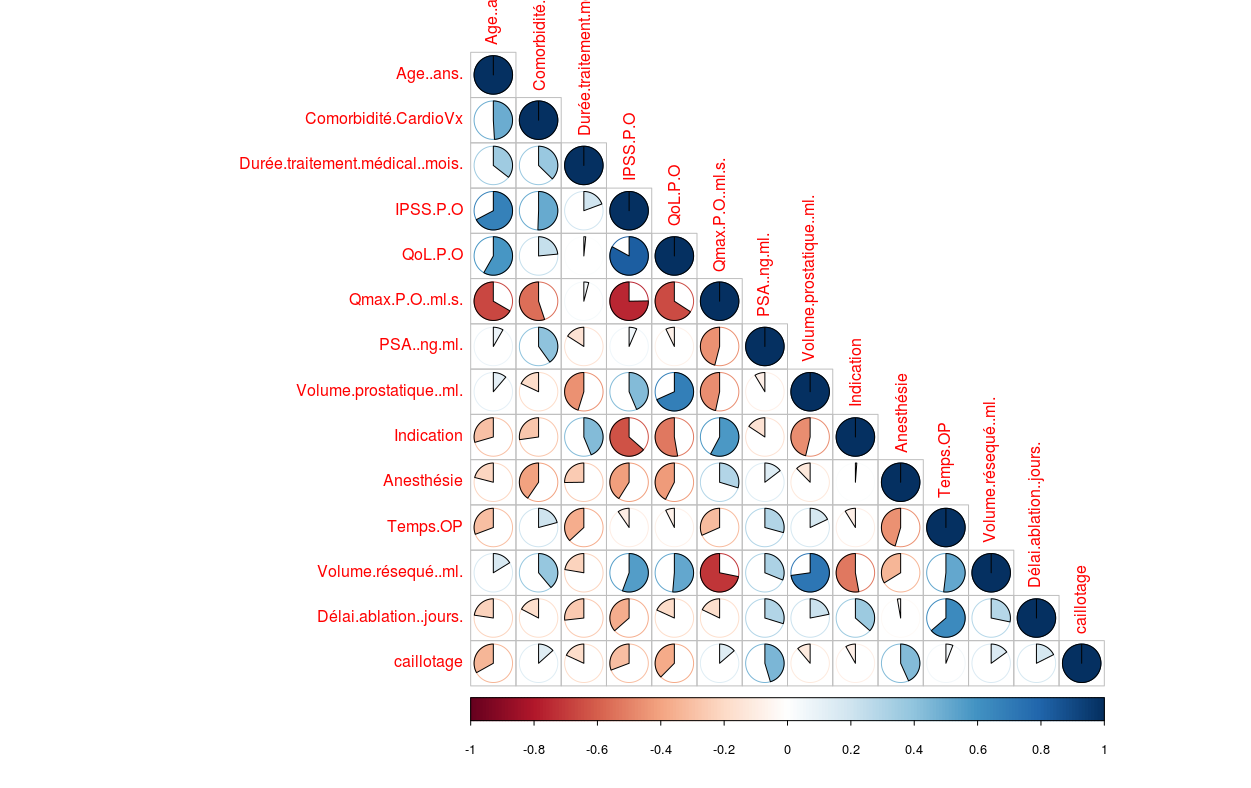 Age..a
Comorbidité.
Durée.traitement.m
IPSS.P.O
QoL.P.O
Qmax.P.O..ml.s.
PSA..ng.ml.
Volume.prostatique..ml.
Indication
Anesthésie
Temps.OP
Volume.réséqué..ml.
Délai.ablation..jours.
caillotage
Age..ans.
Comorbidité.CardioVx
Durée.traitement.médical..mois.
IPSS.P.O
QoL.P.O
Qmax.P.O..ml.s.
PSA..ng.ml.
Volume.prostatique..ml.
Indication
Anesthésie
Temps.OP
Volume.réséqué..ml.
Délai.ablation..jours.
caillotage
-1 -0.8 -0.6 -0.4 -0.2 0 0.2 0.4 0.6 0.8 1